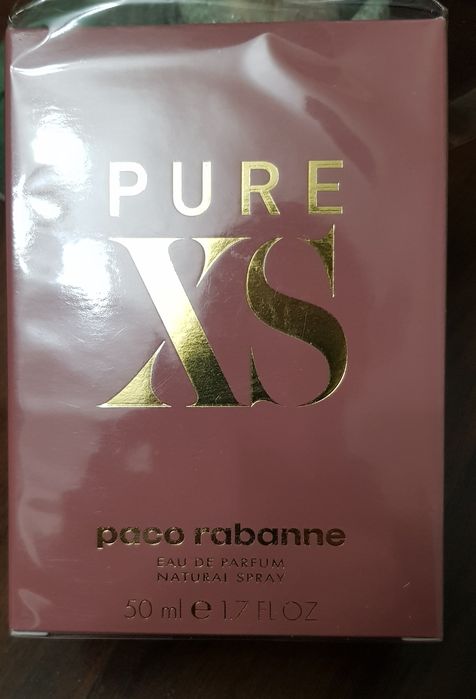 PURE
XS
paco rabanne
EAU DE PARFUM
NATURAL SPRAY
50 ml e 1.7 FL OZ